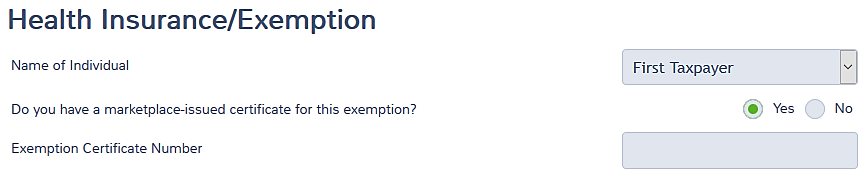 Health Insurance/Exemption
Name of Individual
First Taxpayer
Do you have a marketplace-issued certificate for this exemption?
Yes
No
Exemption Certificate Number